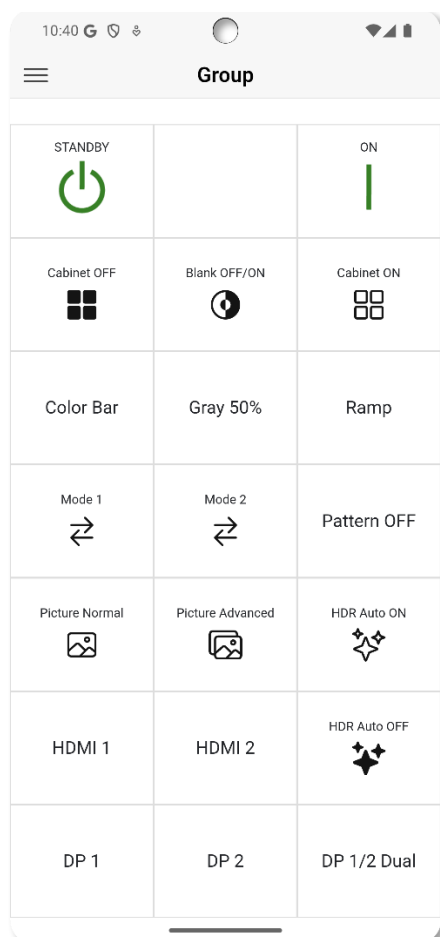 10:40
Group
STANDBY
ON
Cabinet OFF
Blank OFF/ON
Cabinet ON
Color Bar
Gray 50%
Ramp
Mode 1
Mode 2
Pattern OFF
Picture Normal
Picture Advanced
HDR Auto ON
HDMI 1
HDMI 2
HDR Auto OFF
DP 1
DP 2
DP 1/2 Dual